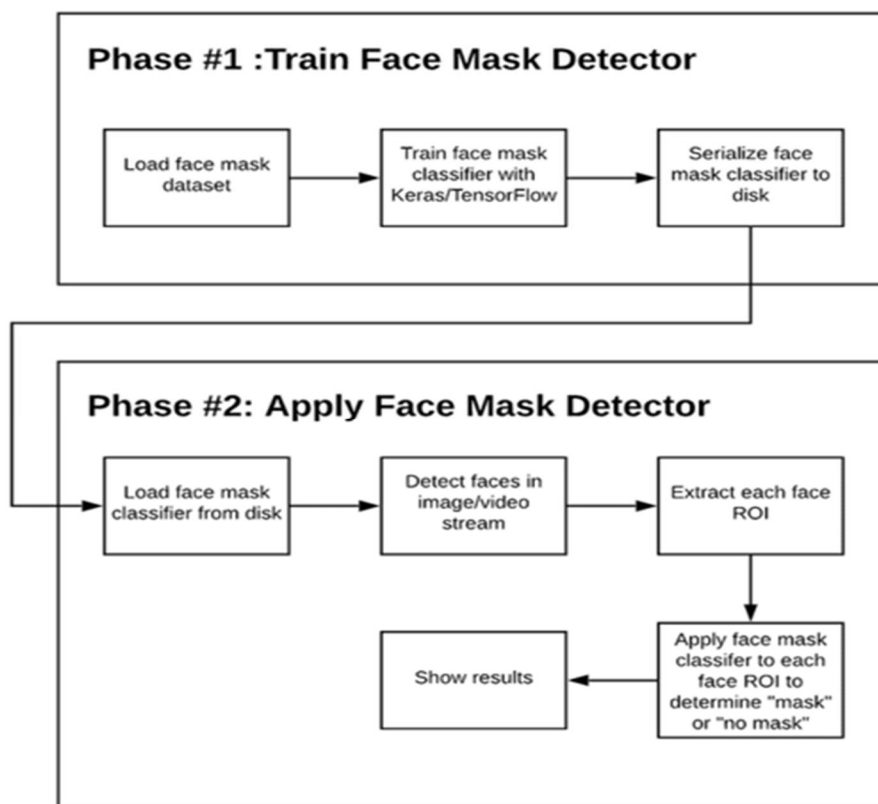 Phase #1 :Train Face Mask Detector
Load face mask
dataset
Train face mask
classifier with
Keras/TensorFlow
Serialize face
mask classifier to
disk
Phase #2: Apply Face Mask Detector
Load face mask
classifier from disk
Detect faces in
image/video
stream
Extract each face
ROI
Apply face mask
classifer to each
face ROI to
determine "mask"
or "no mask"
Show results